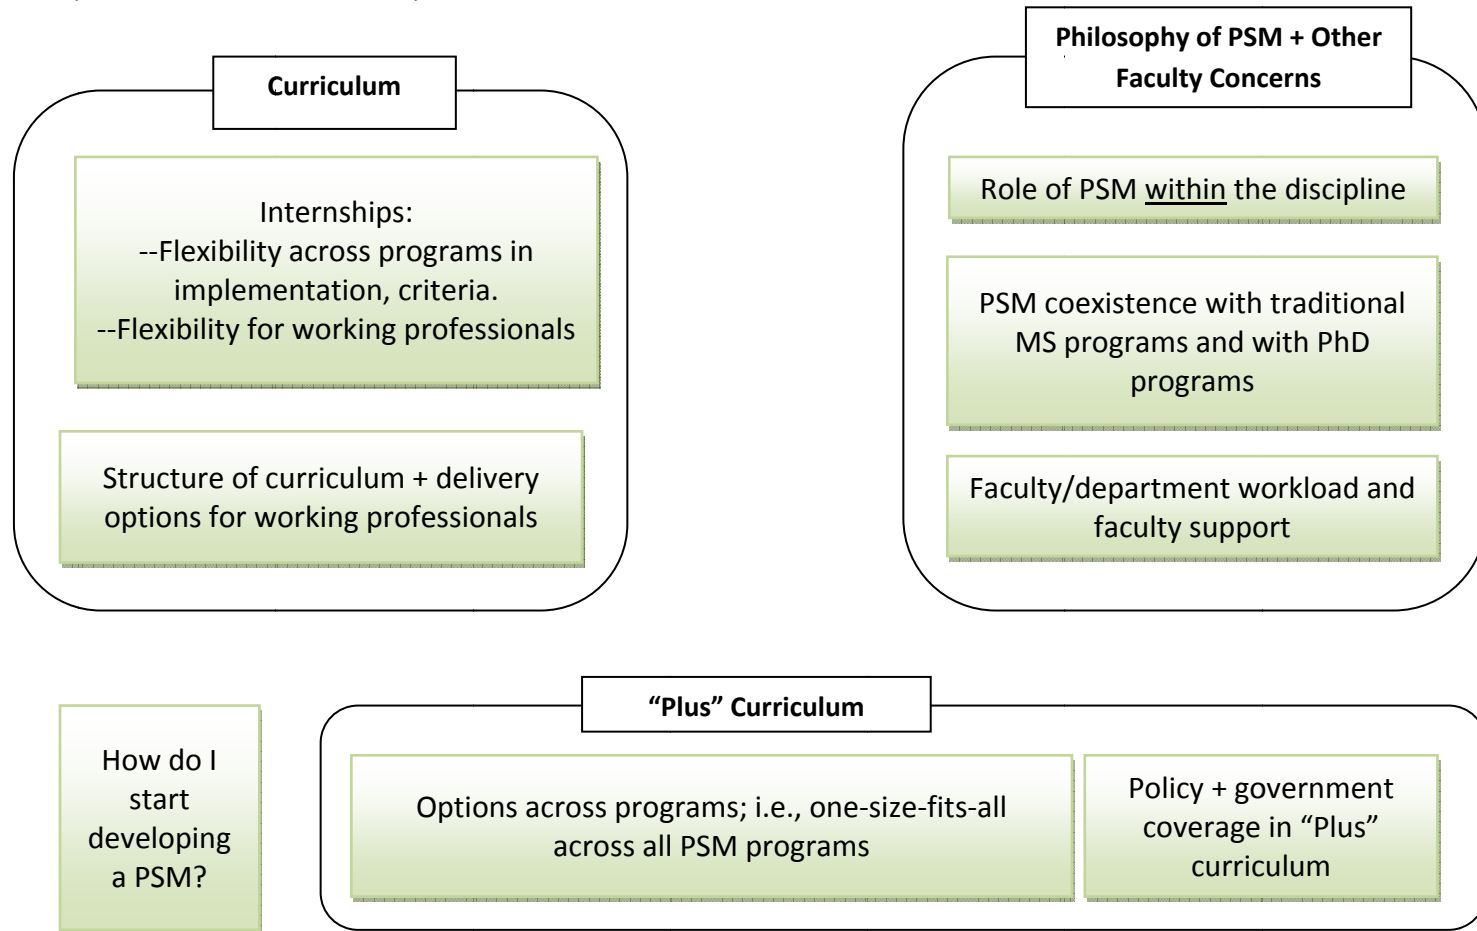 Curriculum
Internships:
--Flexibility across programs in
implementation, criteria.
--Flexibility for working professionals
Structure of curriculum + delivery
options for working professionals
Philosophy of PSM + Other
Faculty Concerns
Role of PSM within the discipline
PSM coexistence with traditional
MS programs and with PhD
programs
Faculty/department workload and
faculty support
How do I
start
developing
a PSM?
“Plus” Curriculum
Options across programs; i.e., one-size-fits-all
across all PSM programs
Policy + government
coverage in “Plus”
curriculum